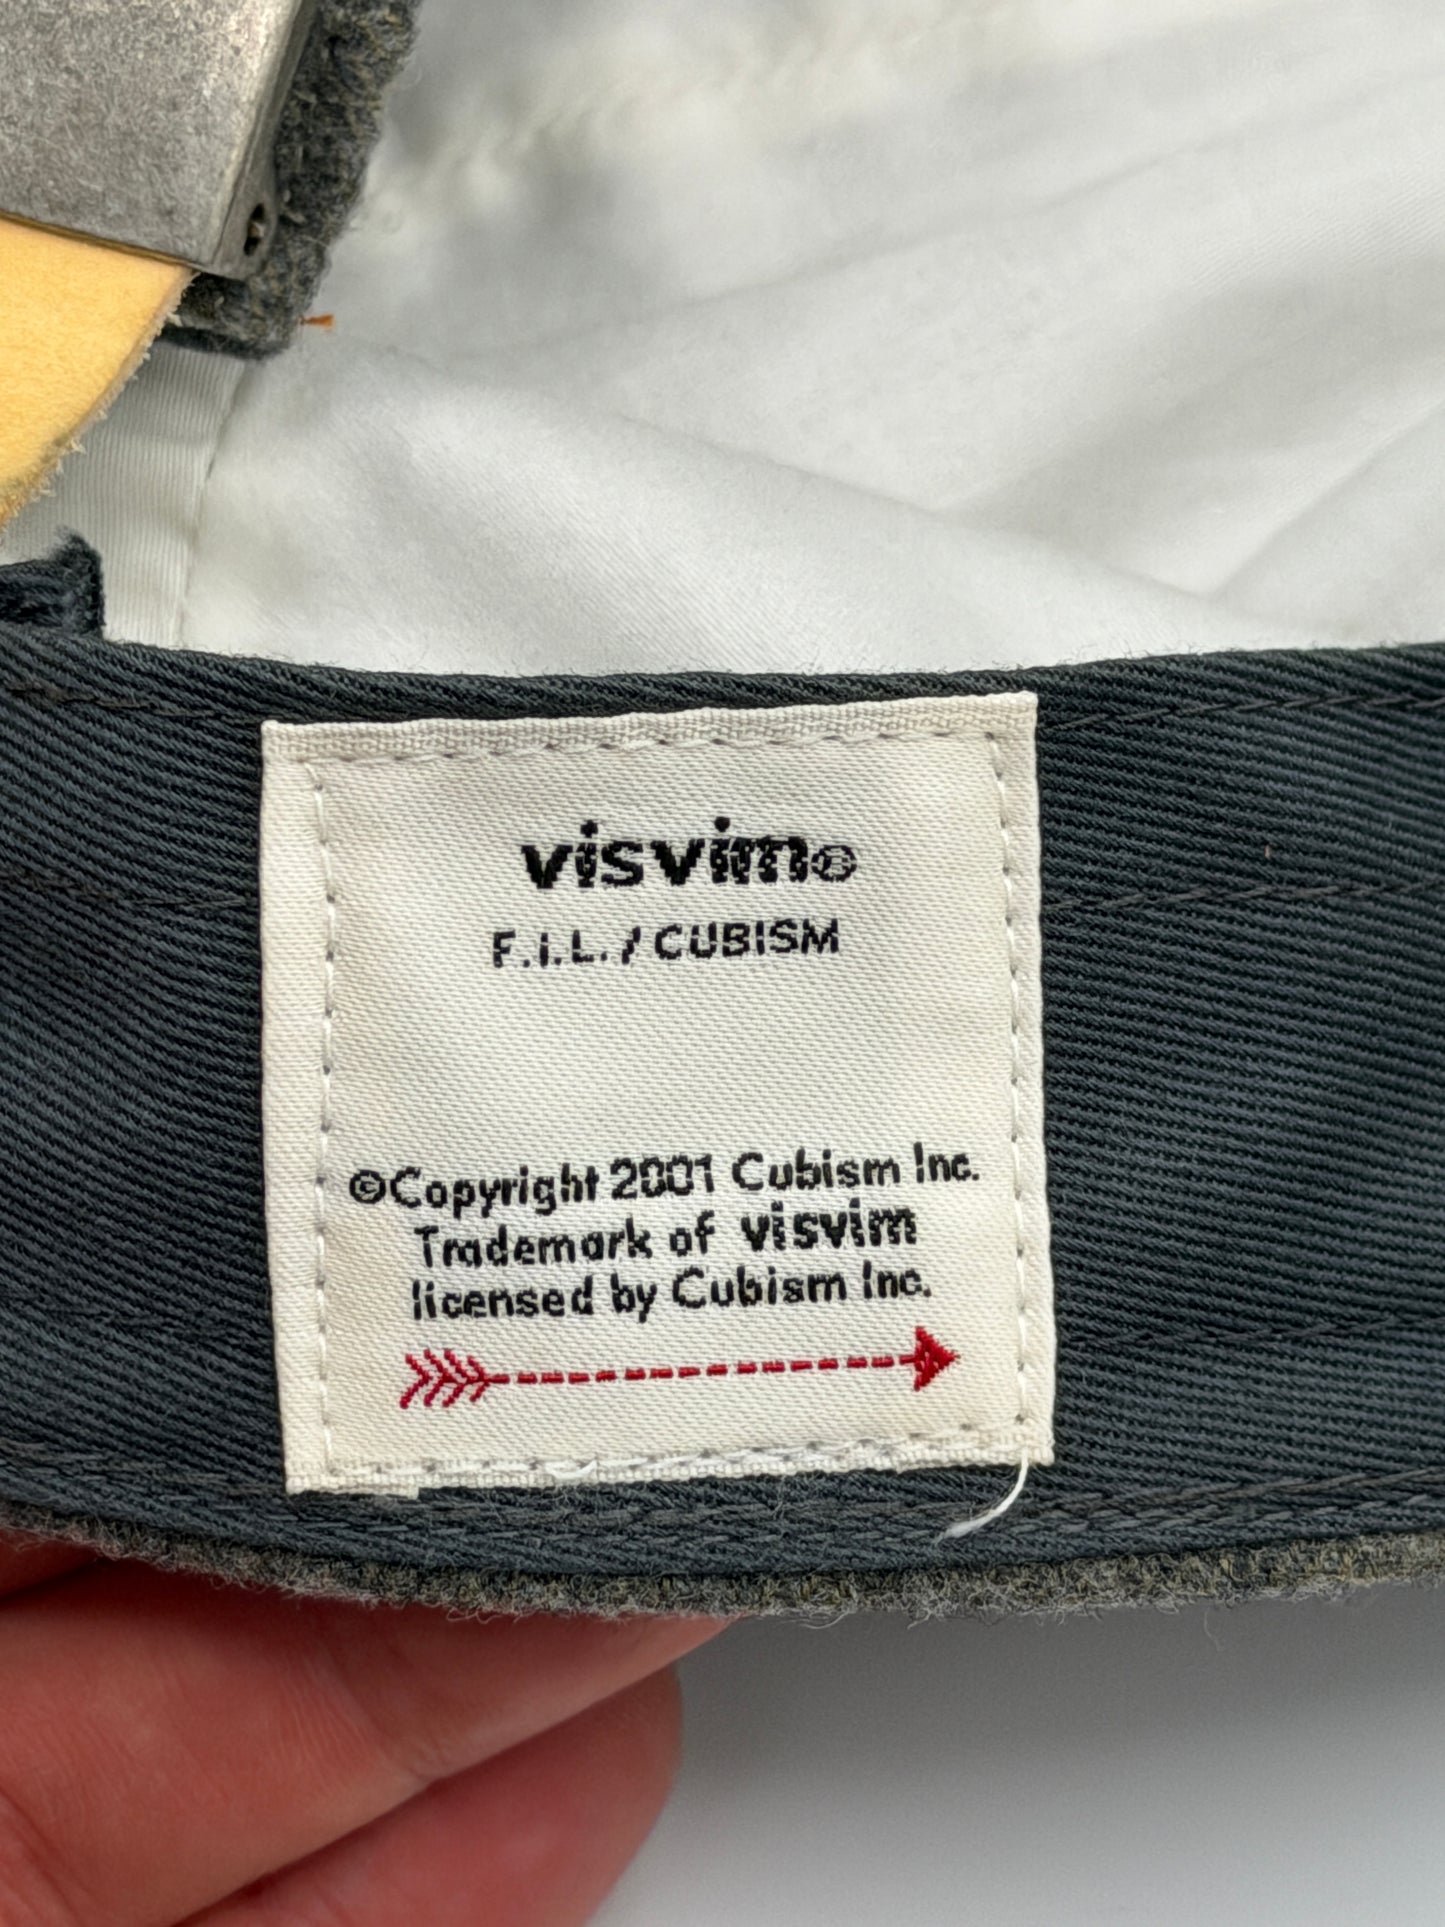 visvim®
F.I.L. / CUBISM
©Copyright 2001 Cubism Inc.
Trademark of visvim
licensed by Cubism Inc.